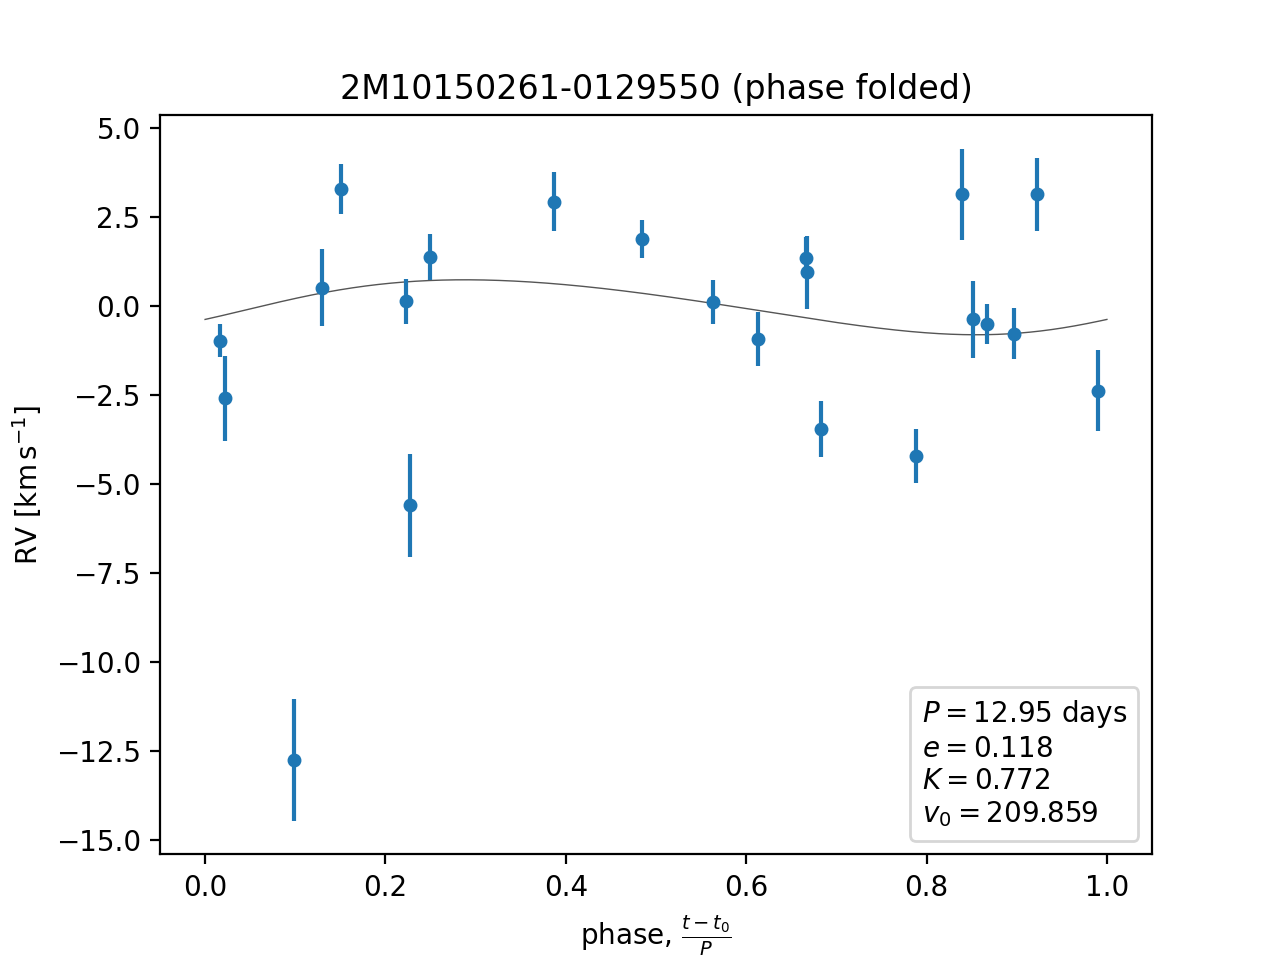 2M10150261-0129550 (phase folded)
5.0
2.5
0.0
−2.5
−5.0
−7.5
−10.0
−12.5
−15.0
RV [km s⁻¹]
P = 12.95 days
e = 0.118
K = 0.772
v₀ = 209.859
0.0 0.2 0.4 0.6 0.8 1.0
phase, (t − t₀)/P